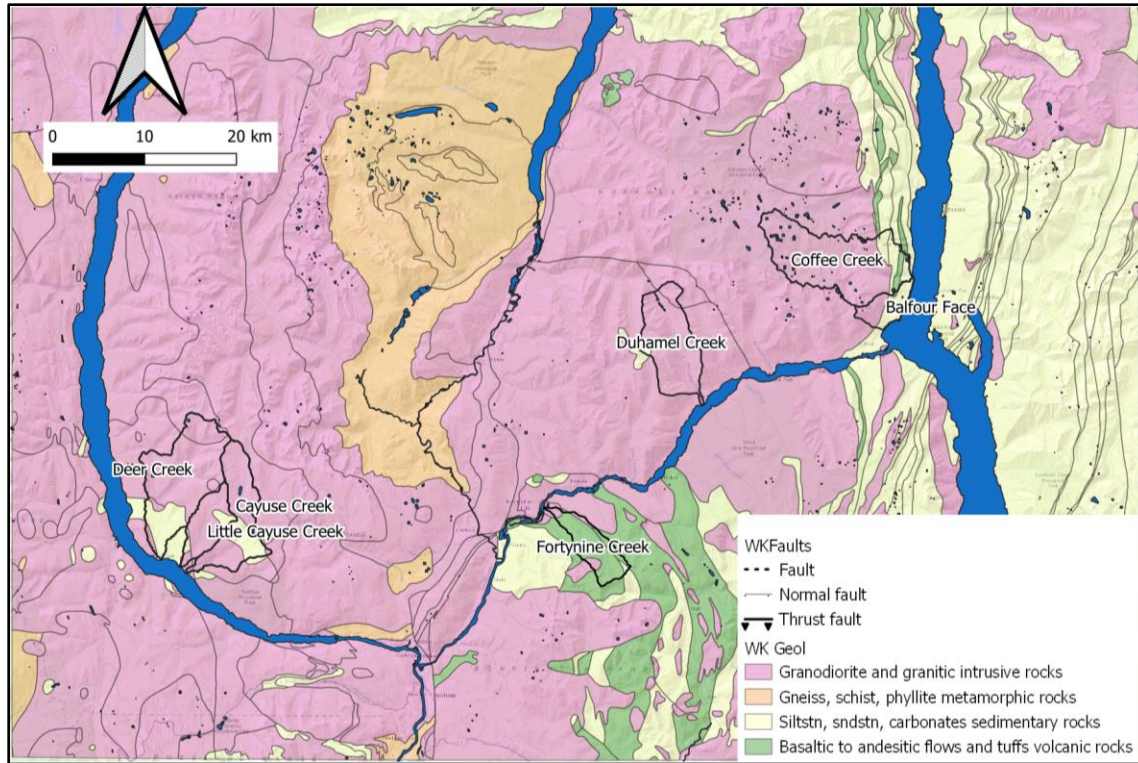 0 10 20 km
Coffee Creek
Balfour Face
Duhamel Creek
Deer Creek
Cayuse Creek
Little Cayuse Creek
Fortynine Creek
WKFaults
Fault
Normal fault
Thrust fault
WK Geol
Granodiorite and granitic intrusive rocks
Gneiss, schist, phyllite metamorphic rocks
Siltstn, sndstn, carbonates sedimentary rocks
Basaltic to andesitic flows and tuffs volcanic rocks